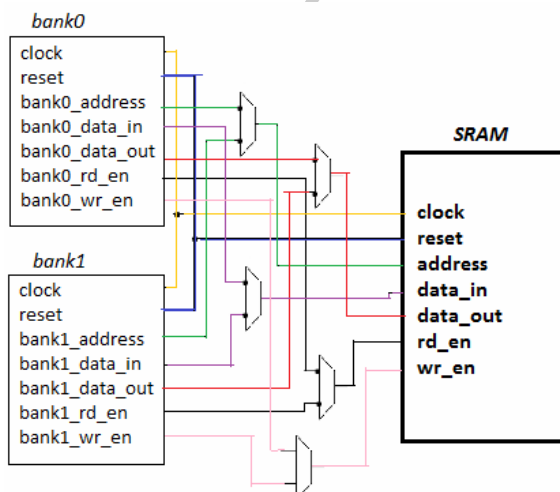 bank0
clock
reset
bank0_address
bank0_data_in
bank0_data_out
bank0_rd_en
bank0_wr_en
bank1
clock
reset
bank1_address
bank1_data_in
bank1_data_out
bank1_rd_en
bank1_wr_en
SRAM
clock
reset
address
data_in
data_out
rd_en
wr_en